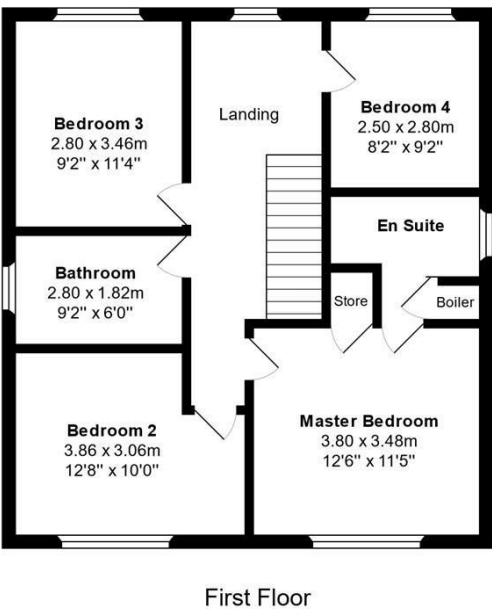 Bedroom 3
2.80 x 3.46m
9'2'' x 11'4''
Landing
Bedroom 4
2.50 x 2.80m
8'2'' x 9'2''
Bathroom
2.80 x 1.82m
9'2'' x 6'0''
En Suite
Store
Boiler
Bedroom 2
3.86 x 3.06m
12'8'' x 10'0''
Master Bedroom
3.80 x 3.48m
12'6'' x 11'5''
First Floor